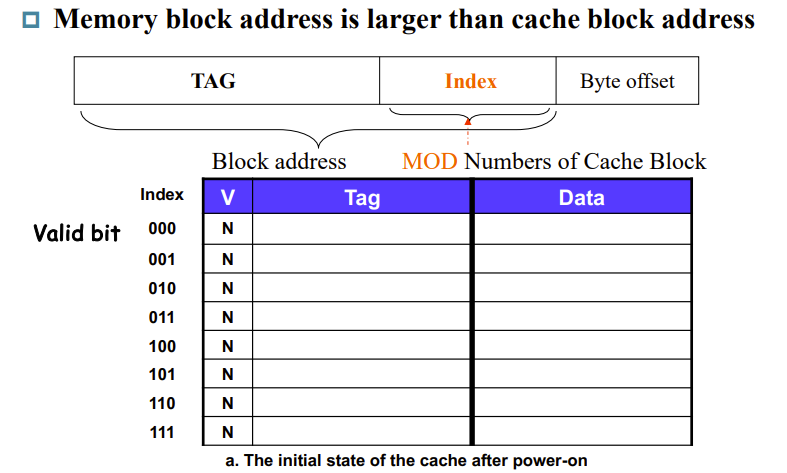 Memory block address is larger than cache block address
TAG Index Byte offset
Block address MOD Numbers of Cache Block
Index V Tag Data
Valid bit 000 N
001 N
010 N
011 N
100 N
101 N
110 N
111 N
a. The initial state of the cache after power-on